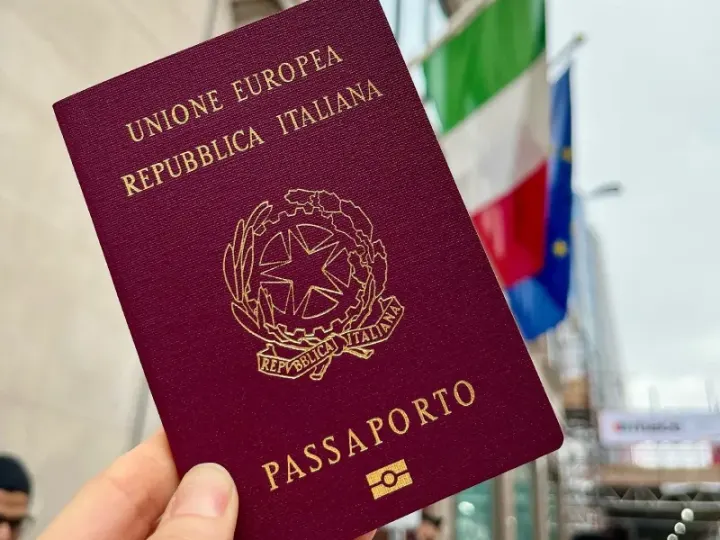 UNIONE EUROPEA
REPUBBLICA ITALIANA
REPVBBLICA ITALIANA
PASSAPORTO